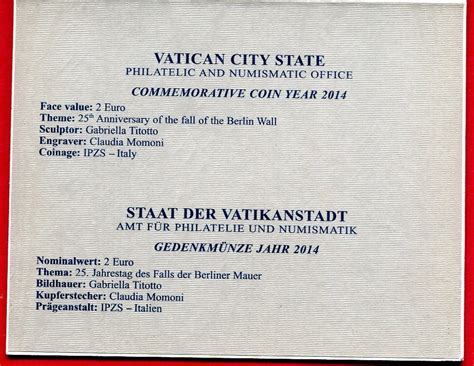 VATICAN CITY STATE
PHILATELIC AND NUMISMATIC OFFICE
COMMEMORATIVE COIN YEAR 2014
Face value: 2 Euro
Theme: 25th Anniversary of the fall of the Berlin Wall
Sculptor: Gabriella Titotto
Engraver: Claudia Momoni
Coinage: IPZS – Italy
STAAT DER VATIKANSTADT
AMT FÜR PHILATELIE UND NUMISMATIK
GEDENKMÜNZE JAHR 2014
Nominalwert: 2 Euro
Thema: 25. Jahrestag des Falls der Berliner Mauer
Bildhauer: Gabriella Titotto
Kupferstecher: Claudia Momoni
Prägeanstalt: IPZS – Italien